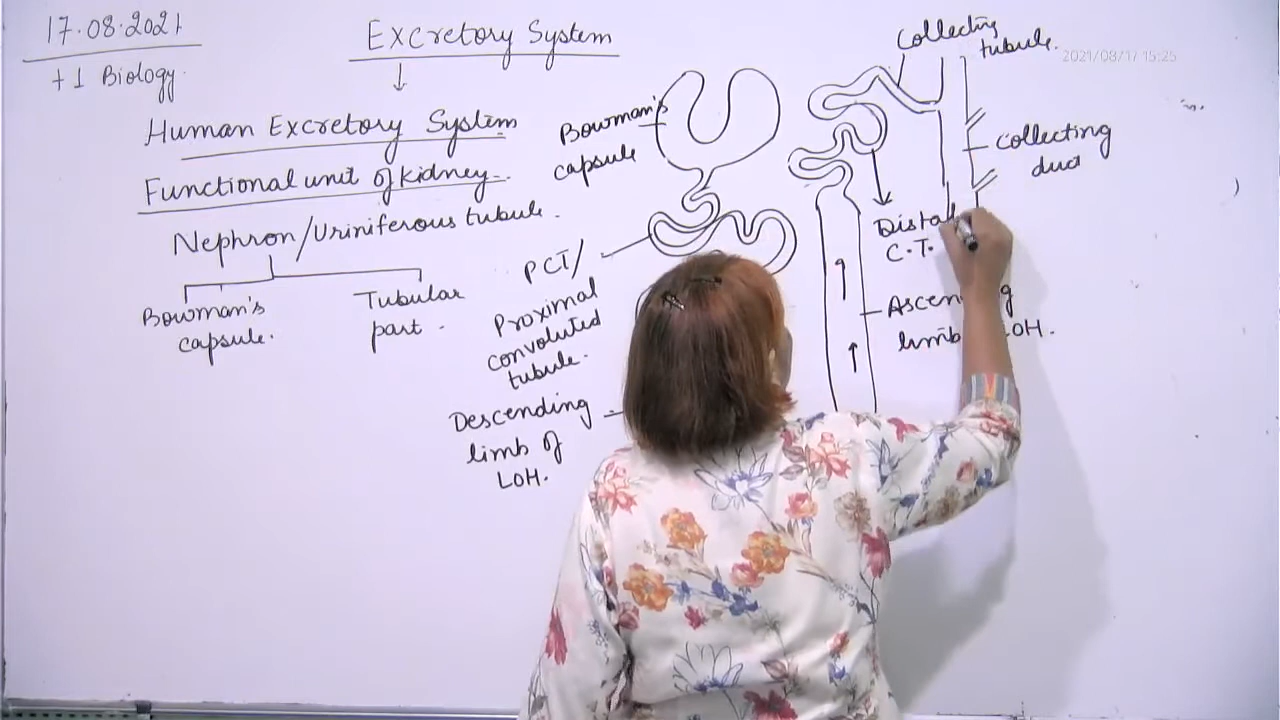 17.08.2021
+1 Biology.
Excretory System
Human Excretory System
Functional unit of kidney.
Nephron/Uriniferous tubule.
Bowman's
capsule.
Tubular
part.
Bowman's
capsule
PCT/
Proximal
convoluted
tubule.
Descending
limb of
LOH.
Collecting
tubule.
2021/08/17 15:25
Collecting
duct
Distal
C.T.
Ascending
limb
LOH.